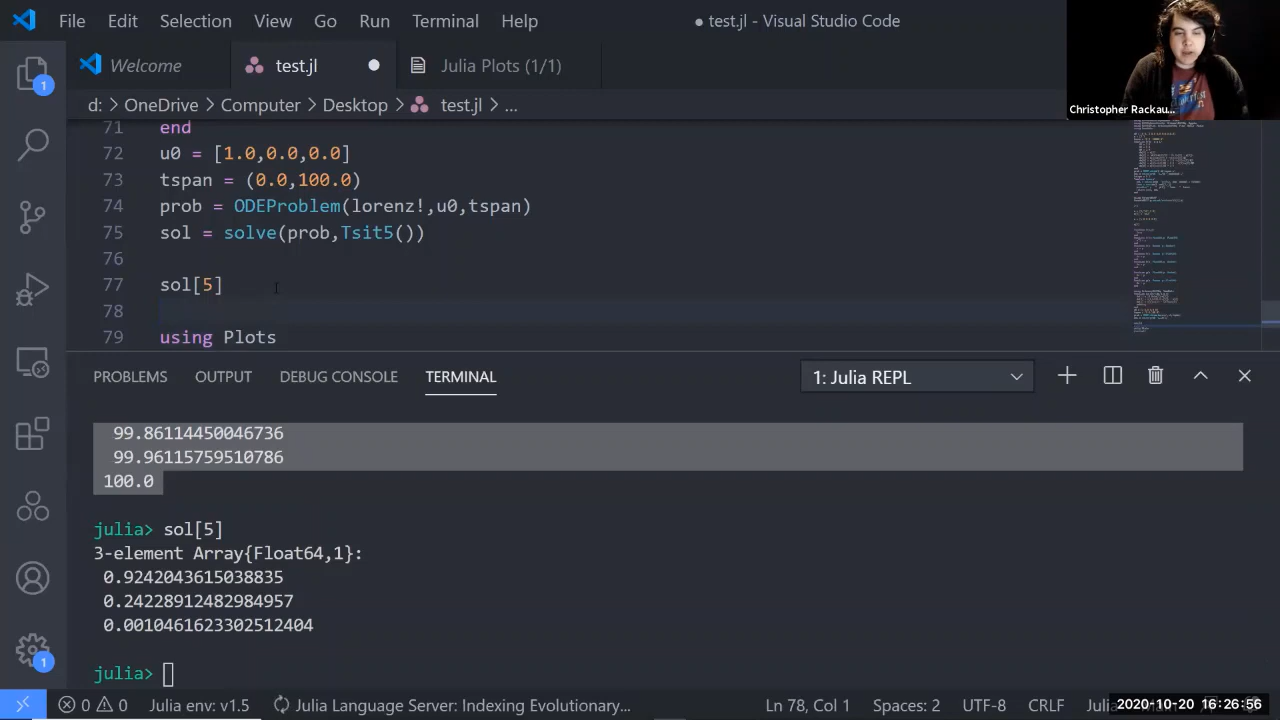 File Edit Selection View Go Run Terminal Help ● test.jl - Visual Studio Code
Welcome test.jl Julia Plots (1/1)
Christopher Rackau...
d: > OneDrive > Computer > Desktop > test.jl > ...
71 end
72 u0 = [1.0,0.0,0.0]
73 tspan = (0.0,100.0)
74 prob = ODEProblem(lorenz!,u0,tspan)
75 sol = solve(prob,Tsit5())
76
77 sol[5]
78
79 using Plots
1
PROBLEMS OUTPUT DEBUG CONSOLE TERMINAL 1: Julia REPL
99.86114450046736
99.96115759510786
100.0
julia> sol[5]
3-element Array{Float64,1}:
0.9242043615038835
0.24228912482984957
0.0010461623302512404
julia>
1
0 0 Julia env: v1.5 Julia Language Server: Indexing Evolutionary... Ln 78, Col 1 Spaces: 2 UTF-8 CRLF 2020-10-20 16:26:56